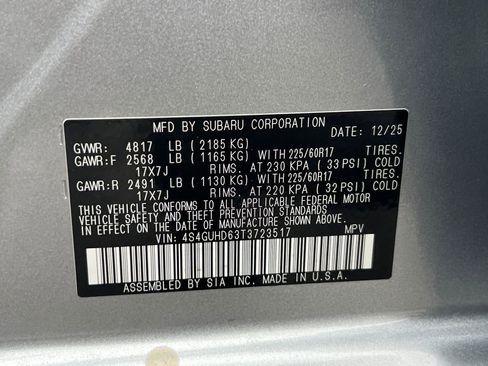 MFD BY SUBARU CORPORATION
DATE: 12/25
GVWR: 4817 LB ( 2185 KG)
GAWR:F 2568 LB ( 1165 KG) WITH 225/60R17 TIRES.
17X7J RIMS. AT 230 KPA ( 33 PSI) COLD
GAWR:R 2491 LB ( 1130 KG) WITH 225/60R17 TIRES.
17X7J RIMS. AT 220 KPA ( 32 PSI) COLD
THIS VEHICLE CONFORMS TO ALL APPLICABLE FEDERAL MOTOR
VEHICLE SAFETY AND THEFT PREVENTION STANDARDS
IN EFFECT ON THE DATE OF MANUFACTURE SHOWN ABOVE.
VIN: 4S4GUHD63T3723517 MPV
ASSEMBLED BY SIA INC. MADE IN U.S.A.